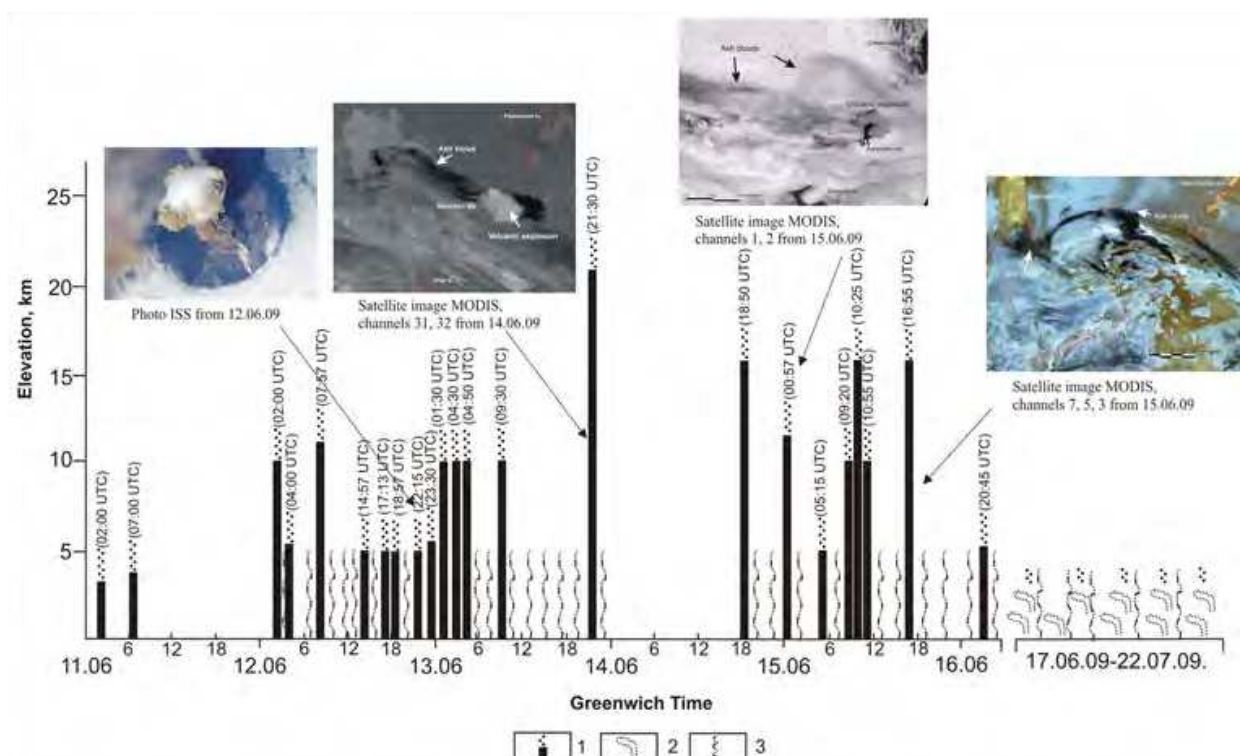 Ash clouds
Volcanic explosion
Ash cloud
Volcanic explosion
Photo ISS from 12.06.09
Satellite image MODIS,
channels 31, 32 from 14.06.09
Satellite image MODIS,
channels 1, 2 from 15.06.09
Satellite image MODIS,
channels 7, 5, 3 from 15.06.09
Elevation, km
25
20
15
10
5
(02:00 UTC)
(07:00 UTC)
(02:00 UTC)
(04:00 UTC)
(07:57 UTC)
(14:57 UTC)
(17:13 UTC)
(18:57 UTC)
(22:15 UTC)
(23:30 UTC)
(01:30 UTC)
(04:30 UTC)
(04:50 UTC)
(09:30 UTC)
(21:30 UTC)
(18:50 UTC)
(00:57 UTC)
(05:15 UTC)
(09:20 UTC)
(10:25 UTC)
(10:55 UTC)
(16:55 UTC)
(20:45 UTC)
11.06 6 12 18 12.06 6 12 18 13.06 6 12 18 14.06 6 12 18 15.06 6 12 18 16.06 6
17.06.09-22.07.09.
Greenwich Time
1 2 3